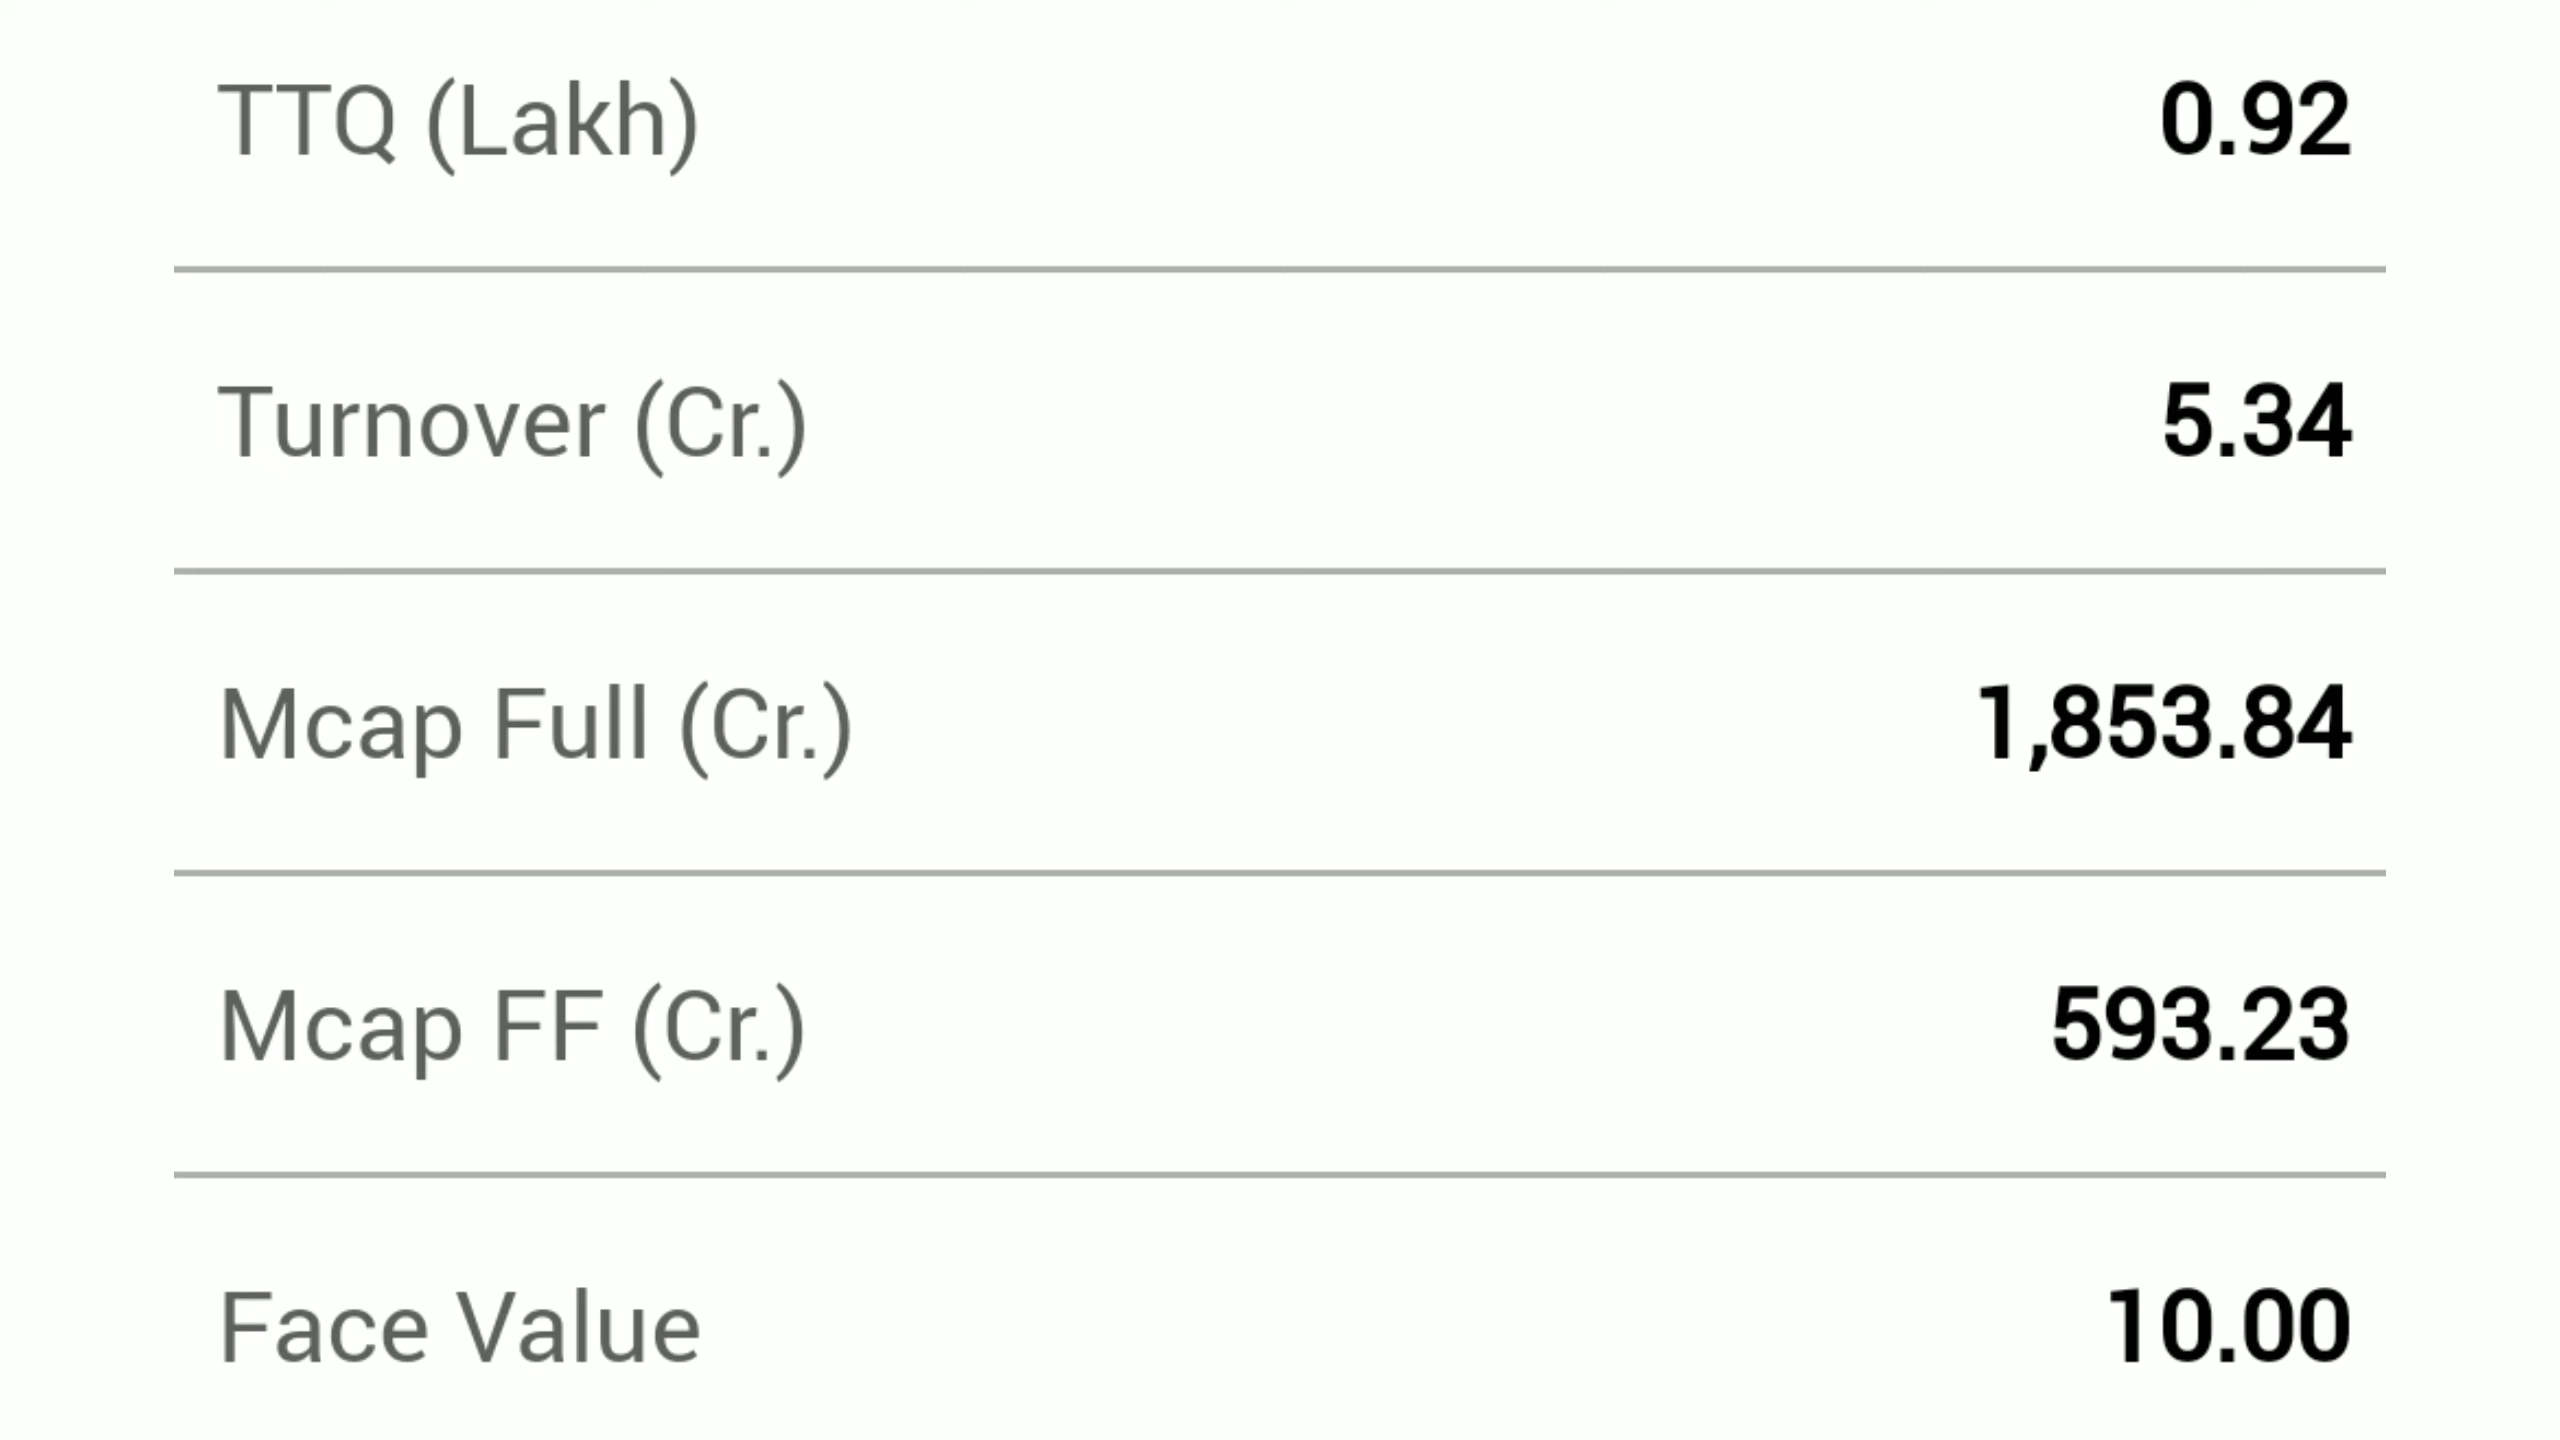 TTQ (Lakh) 0.92
Turnover (Cr.) 5.34
Mcap Full (Cr.) 1,853.84
Mcap FF (Cr.) 593.23
Face Value 10.00